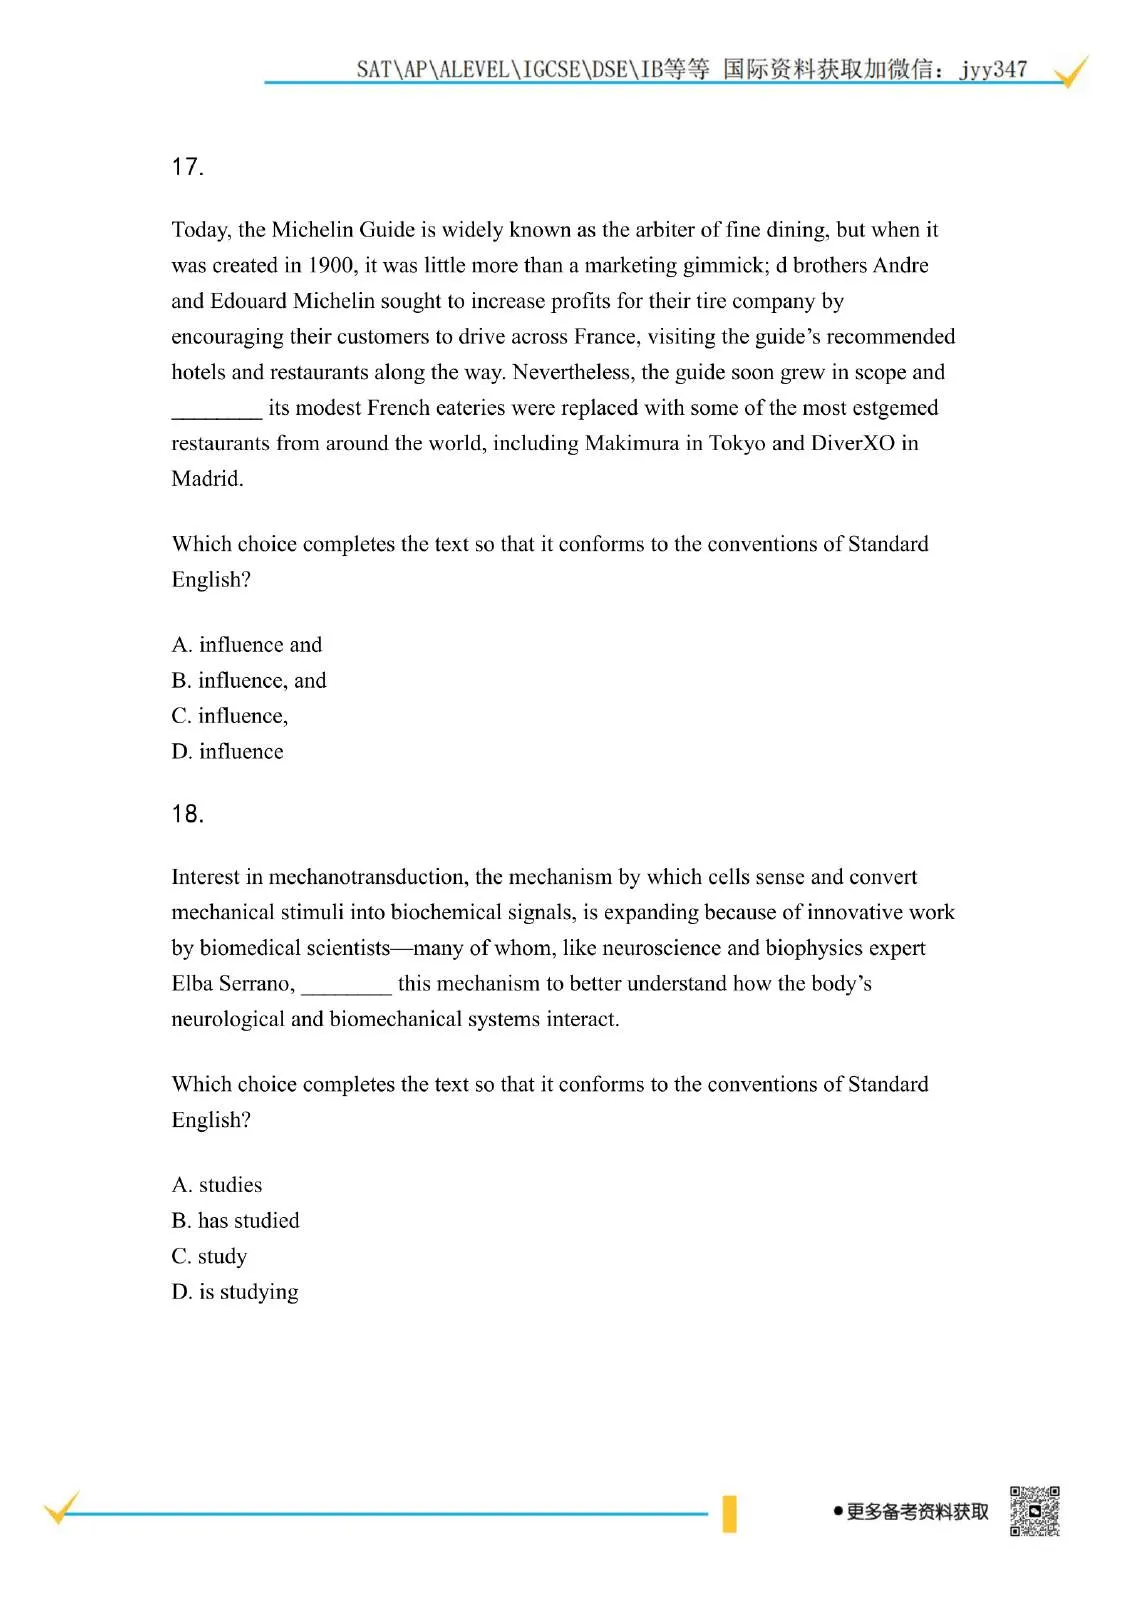 SAT\AP\ALEVEL\IGCSE\DSE\IB等等 国际资料获取加微信：jyy347
17.
Today, the Michelin Guide is widely known as the arbiter of fine dining, but when it
was created in 1900, it was little more than a marketing gimmick; d brothers Andre
and Edouard Michelin sought to increase profits for their tire company by
encouraging their customers to drive across France, visiting the guide’s recommended
hotels and restaurants along the way. Nevertheless, the guide soon grew in scope and
________ its modest French eateries were replaced with some of the most estgemed
restaurants from around the world, including Makimura in Tokyo and DiverXO in
Madrid.
Which choice completes the text so that it conforms to the conventions of Standard
English?
A. influence and
B. influence, and
C. influence,
D. influence
18.
Interest in mechanotransduction, the mechanism by which cells sense and convert
mechanical stimuli into biochemical signals, is expanding because of innovative work
by biomedical scientists—many of whom, like neuroscience and biophysics expert
Elba Serrano, ________ this mechanism to better understand how the body’s
neurological and biomechanical systems interact.
Which choice completes the text so that it conforms to the conventions of Standard
English?
A. studies
B. has studied
C. study
D. is studying
●更多备考资料获取